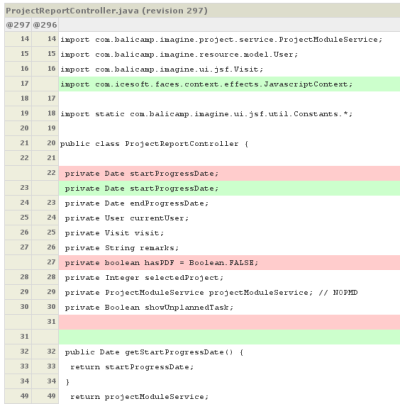 ProjectReportController.java (revision 297)
@297 @296
14 14 import com.balicamp.imagine.project.service.ProjectModuleService;
15 15 import com.balicamp.imagine.resource.model.User;
16 16 import com.balicamp.imagine.ui.jsf.Visit;
17 import com.icesoft.faces.context.effects.JavascriptContext;
18 17
19 18 import static com.balicamp.imagine.ui.jsf.util.Constants.*;
20 19
21 20 public class ProjectReportController {
22 21
22 private Date startProgressDate;
23 private Date startProgressDate;
24 23 private Date endProgressDate;
25 24 private User currentUser;
26 25 private Visit visit;
27 26 private String remarks;
27 private boolean hasPDF = Boolean.FALSE;
28 28 private Integer selectedProject;
29 29 private ProjectModuleService projectModuleService; // NOPMD
30 30 private Boolean showUnplannedTask;
31
31
32 32 public Date getStartProgressDate() {
33 33 return startProgressDate;
34 34 }
49 49 return projectModuleService;